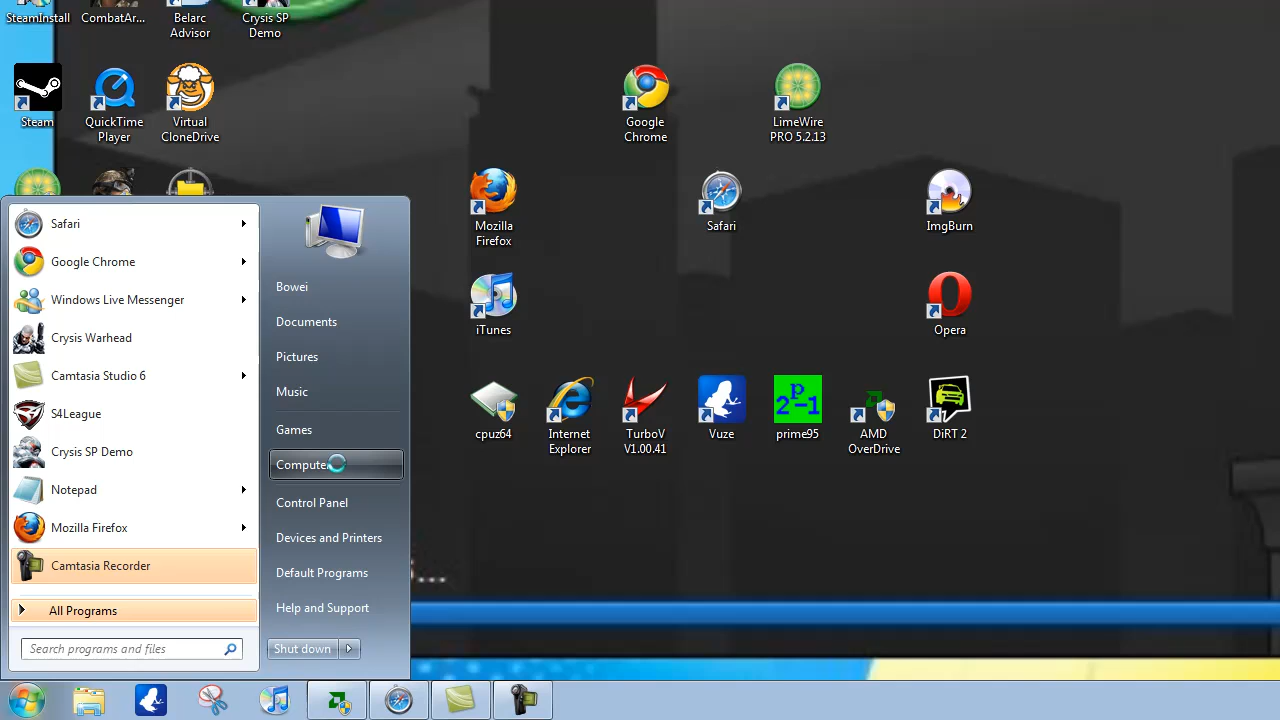 SteamInstall
CombatAr...
Belarc
Advisor
Crysis SP
Demo
Steam
QuickTime
Player
Virtual
CloneDrive
Google
Chrome
LimeWire
PRO 5.2.13
Mozilla
Firefox
Safari
ImgBurn
iTunes
Opera
cpuz64
Internet
Explorer
TurboV
V1.00.41
Vuze
P
2 -1
prime95
AMD
OverDrive
DiRT 2
Safari
Google Chrome
Windows Live Messenger
Crysis Warhead
Camtasia Studio 6
S4League
Crysis SP Demo
Notepad
Mozilla Firefox
Camtasia Recorder
All Programs
Search programs and files
Bowei
Documents
Pictures
Music
Games
Computer
Control Panel
Devices and Printers
Default Programs
Help and Support
Shut down